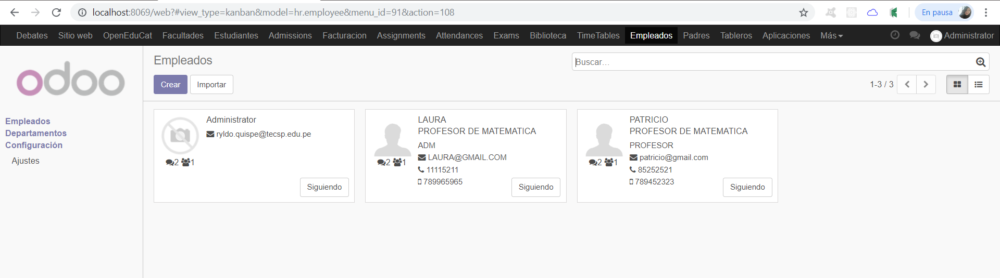 localhost:8069/web?#view_type=kanban&model=hr.employee&menu_id=91&action=108
En pausa
Debates Sitio web OpenEduCat Facultades Estudiantes Admissions Facturacion Assignments Attendances Exams Biblioteca TimeTables Empleados Padres Tableros Aplicaciones Más Administrator
odoo
Empleados
Departamentos
Configuración
Ajustes
Empleados
Buscar...
Crear Importar
1-3 / 3
Administrator
ryldo.quispe@tecsp.edu.pe
2 1
Siguiendo
LAURA
PROFESOR DE MATEMATICA
ADM
LAURA@GMAIL.COM
11115211
789965965
2 1
Siguiendo
PATRICIO
PROFESOR DE MATEMATICA
PROFESOR
patricio@gmail.com
85252521
789452323
2 1
Siguiendo